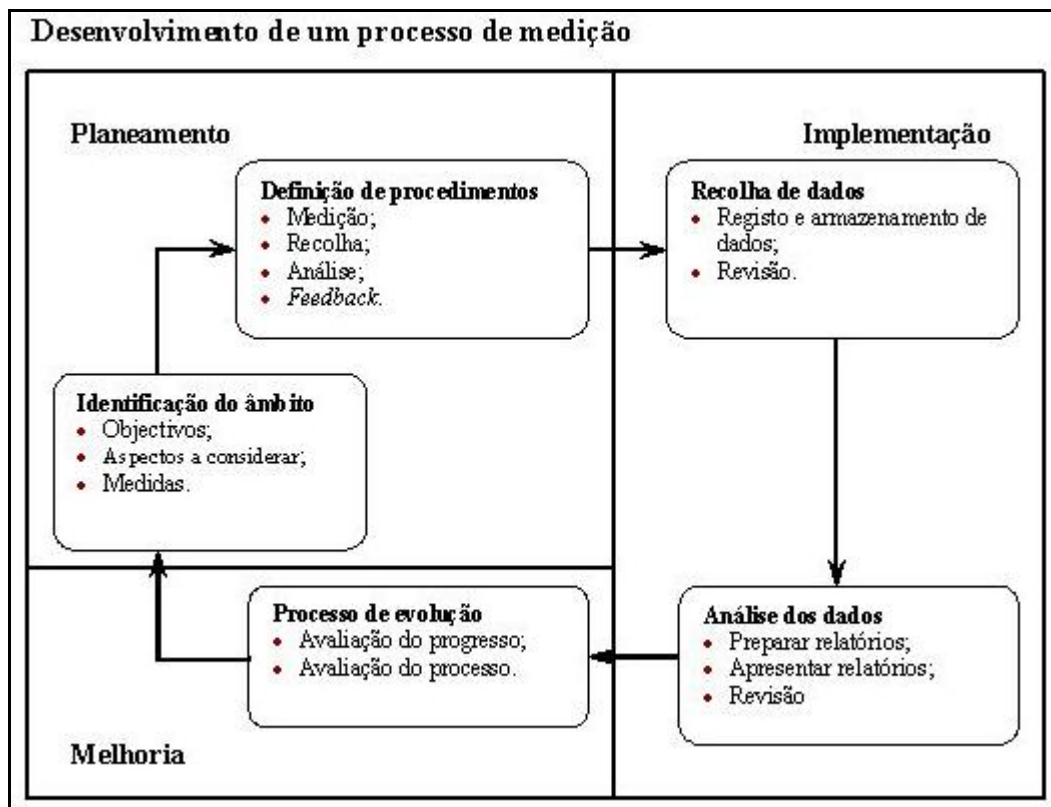 Desenvolvimento de um processo de medição
Planeamento
Definição de procedimentos
• Medição;
• Recolha;
• Análise;
• Feedback.
Identificação do âmbito
• Objectivos;
• Aspectos a considerar;
• Medidas.
Implementação
Recolha de dados
• Registo e armazenamento de
dados;
• Revisão.
Análise dos dados
• Preparar relatórios;
• Apresentar relatórios;
• Revisão
Processo de evolução
• Avaliação do progresso;
• Avaliação do processo.
Melhoria